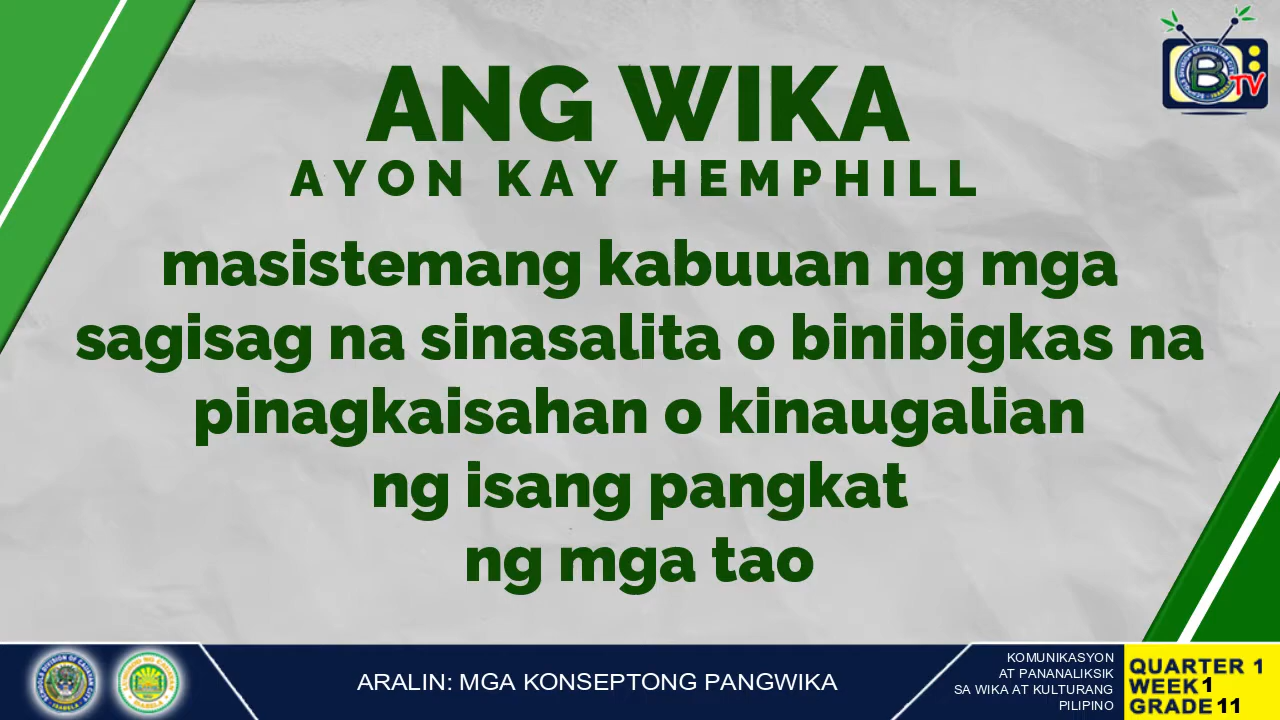 ANG WIKA
AYON KAY HEMPHILL
masistemang kabuuan ng mga
sagisag na sinasalita o binibigkas na
pinagkaisahan o kinaugalian
ng isang pangkat
ng mga tao
B TV
ARALIN: MGA KONSEPTONG PANGWIKA
KOMUNIKASYON
AT PANANALIKSIK
SA WIKA AT KULTURANG
PILIPINO
QUARTER 1
WEEK 1
GRADE 11